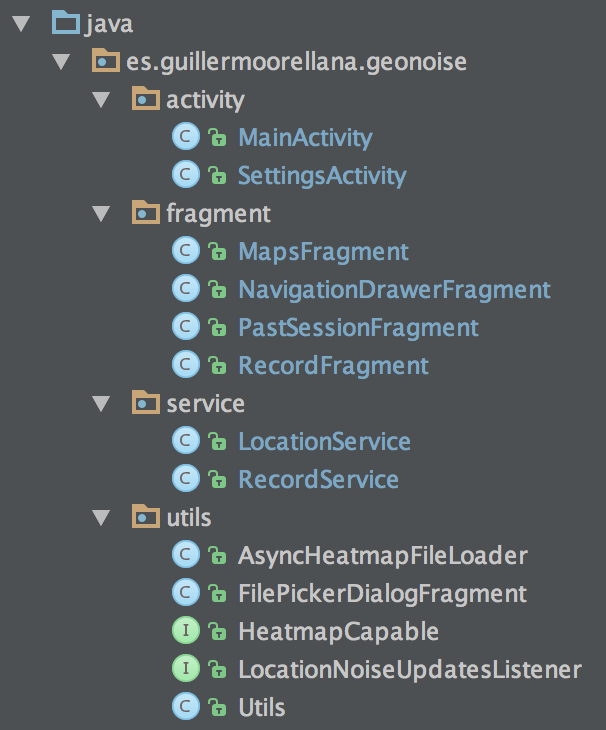 java
es.guillermoorellana.geonoise
activity
C MainActivity
C SettingsActivity
fragment
C MapsFragment
C NavigationDrawerFragment
C PastSessionFragment
C RecordFragment
service
C LocationService
C RecordService
utils
C AsyncHeatmapFileLoader
C FilePickerDialogFragment
I HeatmapCapable
I LocationNoiseUpdatesListener
C Utils